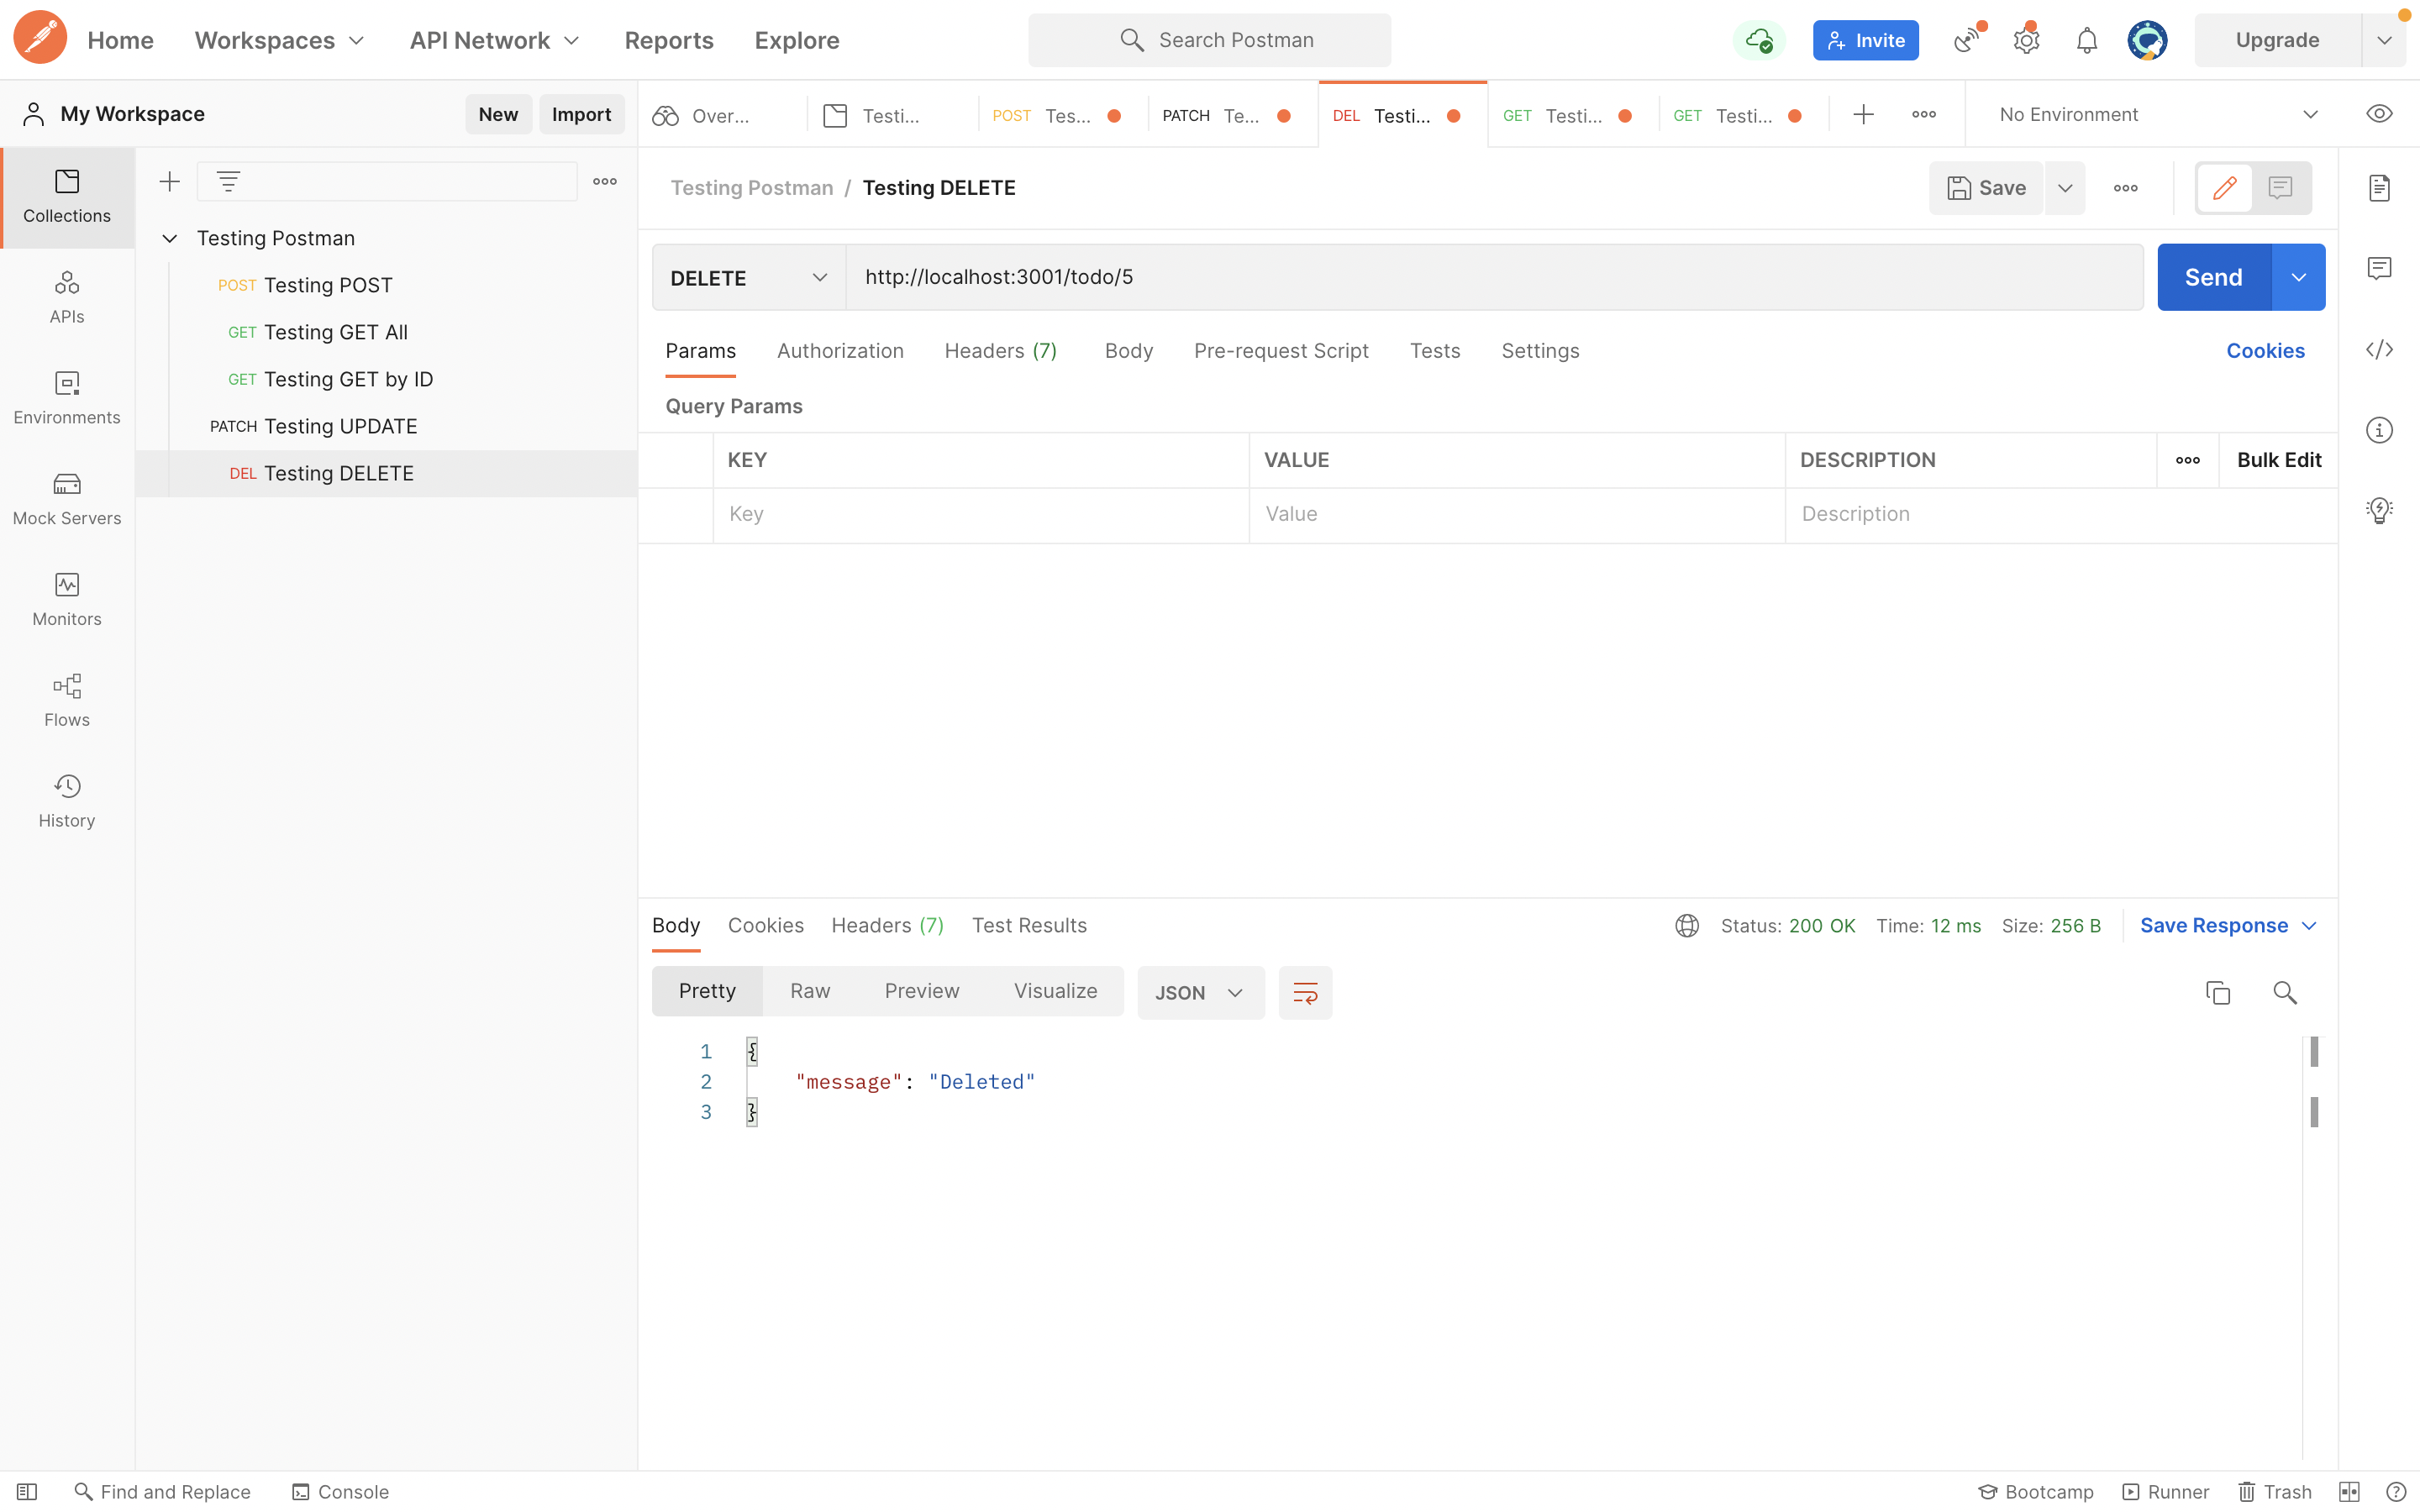 Home Workspaces API Network Reports Explore Search Postman Invite Upgrade
My Workspace New Import Over... Testi... POST Tes... PATCH Te... DEL Testi... GET Testi... GET Testi... No Environment
Collections
APIs
Environments
Mock Servers
Monitors
Flows
History
Testing Postman
POST Testing POST
GET Testing GET All
GET Testing GET by ID
PATCH Testing UPDATE
DEL Testing DELETE
Testing Postman / Testing DELETE Save
DELETE http://localhost:3001/todo/5 Send
Params Authorization Headers (7) Body Pre-request Script Tests Settings Cookies
Query Params
KEY VALUE DESCRIPTION Bulk Edit
Key Value Description
Body Cookies Headers (7) Test Results Status: 200 OK Time: 12 ms Size: 256 B Save Response
Pretty Raw Preview Visualize JSON
1 {
2 "message": "Deleted"
3 }
Find and Replace Console Bootcamp Runner Trash